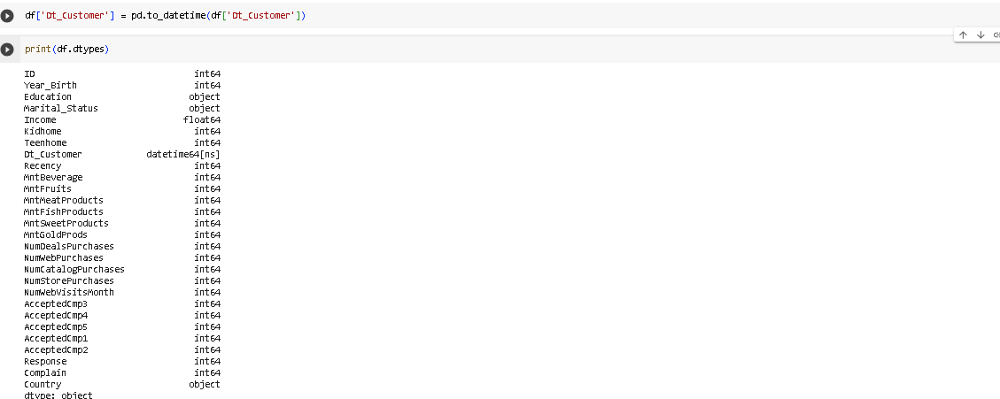 df['Dt_Customer'] = pd.to_datetime(df['Dt_Customer'])
print(df.dtypes)
ID int64
Year_Birth int64
Education object
Marital_Status object
Income float64
Kidhome int64
Teenhome int64
Dt_Customer datetime64[ns]
Recency int64
MntBeverage int64
MntFruits int64
MntMeatProducts int64
MntFishProducts int64
MntSweetProducts int64
MntGoldProds int64
NumDealsPurchases int64
NumWebPurchases int64
NumCatalogPurchases int64
NumStorePurchases int64
NumWebVisitsMonth int64
AcceptedCmp3 int64
AcceptedCmp4 int64
AcceptedCmp5 int64
AcceptedCmp1 int64
AcceptedCmp2 int64
Response int64
Complain int64
Country object
dtype: object